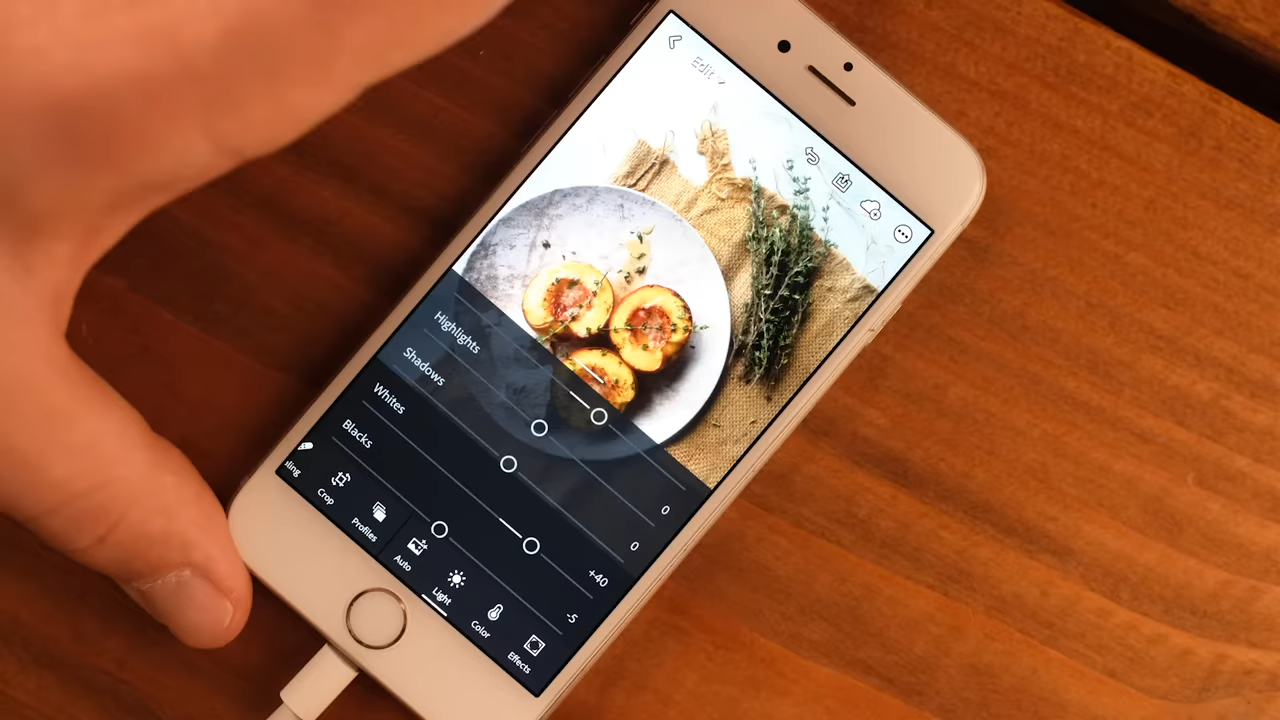 Edit
Highlights
0
Shadows
0
Whites
+40
Blacks
-5
Crop
Profiles
Auto
Light
Color
Effects